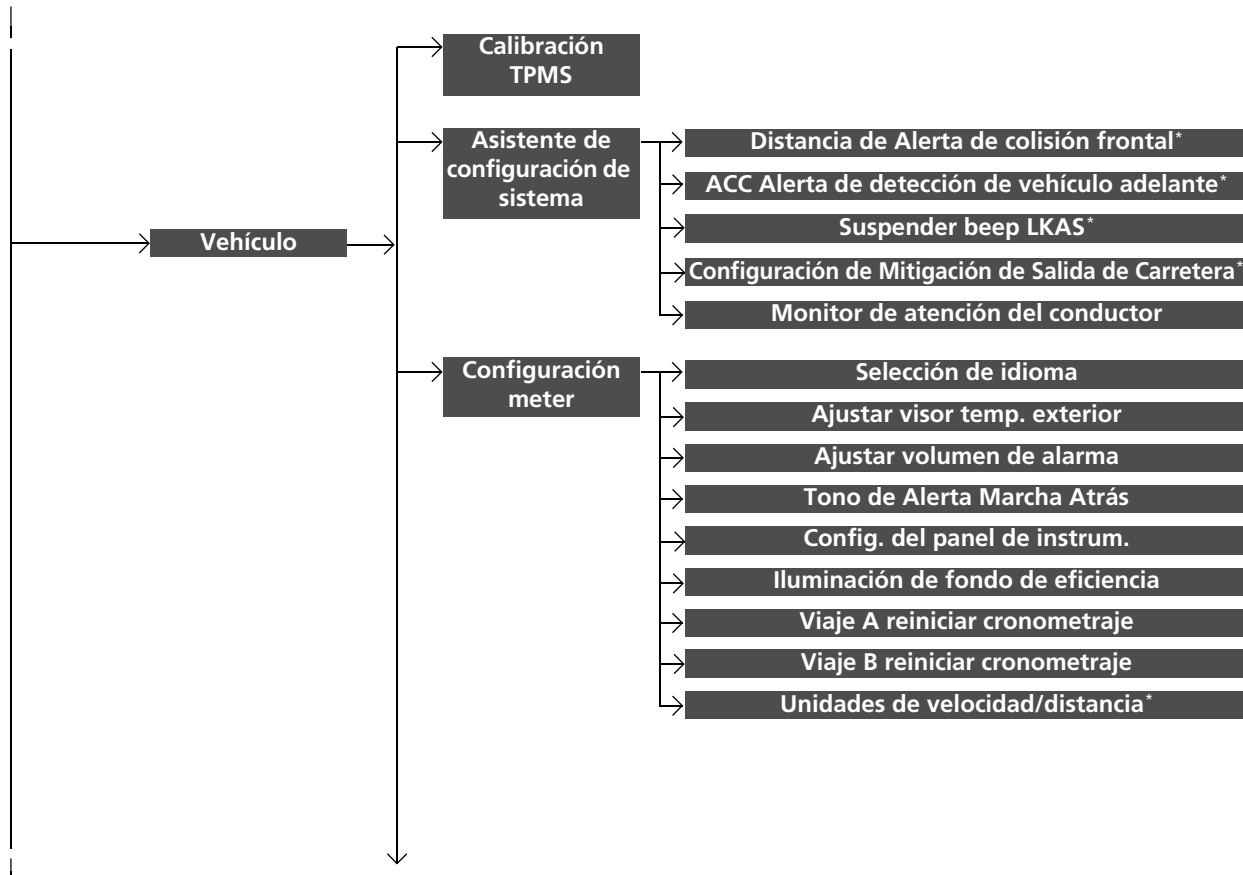 Calibración
TPMS
Asistente de
configuración de
sistema
Distancia de Alerta de colisión frontal*
ACC Alerta de detección de vehículo adelante*
Suspender beep LKAS*
Configuración de Mitigación de Salida de Carretera*
Monitor de atención del conductor
Vehículo
Configuración
meter
Selección de idioma
Ajustar visor temp. exterior
Ajustar volumen de alarma
Tono de Alerta Marcha Atrás
Config. del panel de instrum.
Iluminación de fondo de eficiencia
Viaje A reiniciar cronometraje
Viaje B reiniciar cronometraje
Unidades de velocidad/distancia*